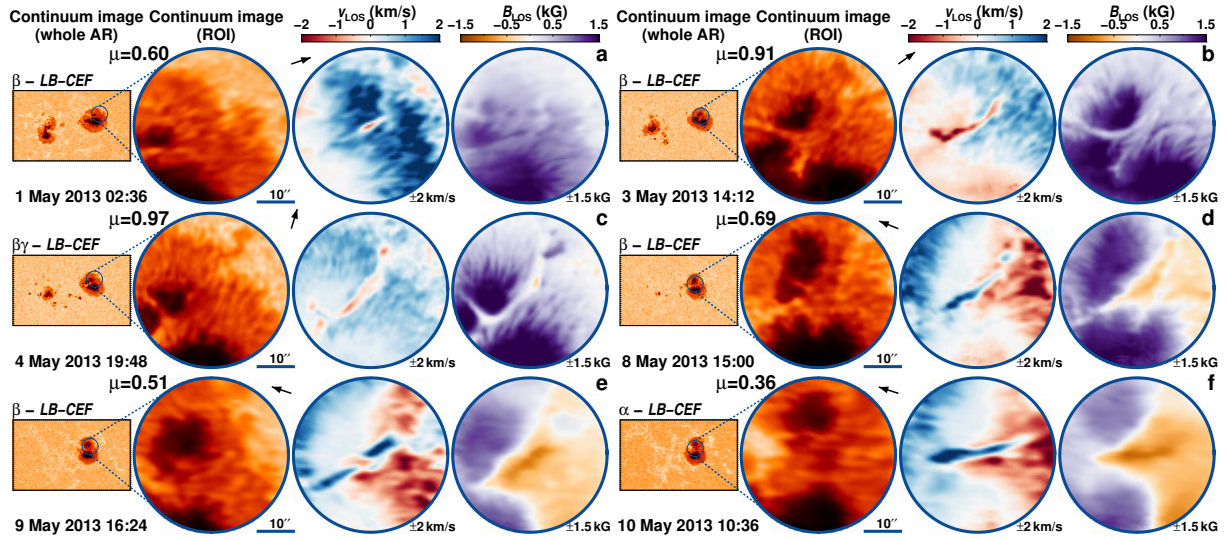 Continuum image (whole AR)
Continuum image (ROI)
v_LOS (km/s)
−2 −1 0 1 2
B_LOS (kG)
−1.5 −0.5 0.5 1.5
Continuum image (whole AR)
Continuum image (ROI)
v_LOS (km/s)
−2 −1 0 1 2
B_LOS (kG)
−1.5 −0.5 0.5 1.5
μ=0.60
a
β − LB−CEF
1 May 2013 02:36
10′′
±2 km/s
±1.5 kG
μ=0.91
b
β − LB−CEF
3 May 2013 14:12
10′′
±2 km/s
±1.5 kG
μ=0.97
c
βγ − LB−CEF
4 May 2013 19:48
10′′
±2 km/s
±1.5 kG
μ=0.69
d
β − LB−CEF
8 May 2013 15:00
10′′
±2 km/s
±1.5 kG
μ=0.51
e
β − LB−CEF
9 May 2013 16:24
10′′
±2 km/s
±1.5 kG
μ=0.36
f
α − LB−CEF
10 May 2013 10:36
10′′
±2 km/s
±1.5 kG